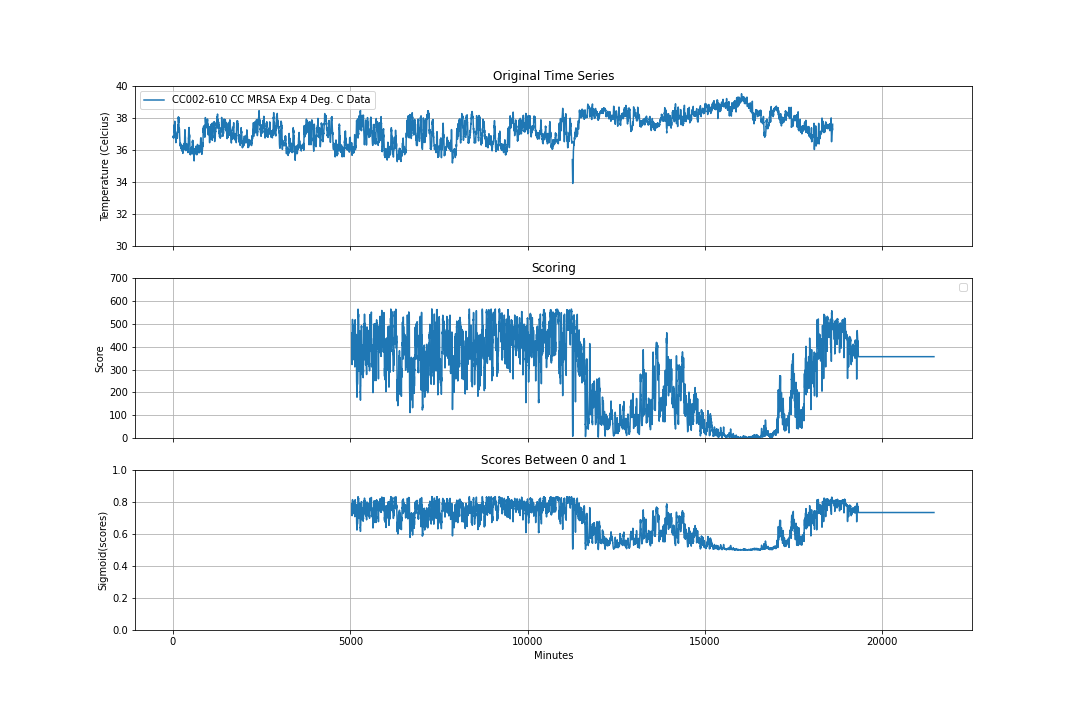 Original Time Series
40
38
36
34
32
30
Temperature (Celcius)
CC002-610 CC MRSA Exp 4 Deg. C Data
Scoring
700
600
500
400
300
200
100
0
Score
Scores Between 0 and 1
1.0
0.8
0.6
0.4
0.2
0.0
Sigmoid(scores)
0 5000 10000 15000 20000
Minutes